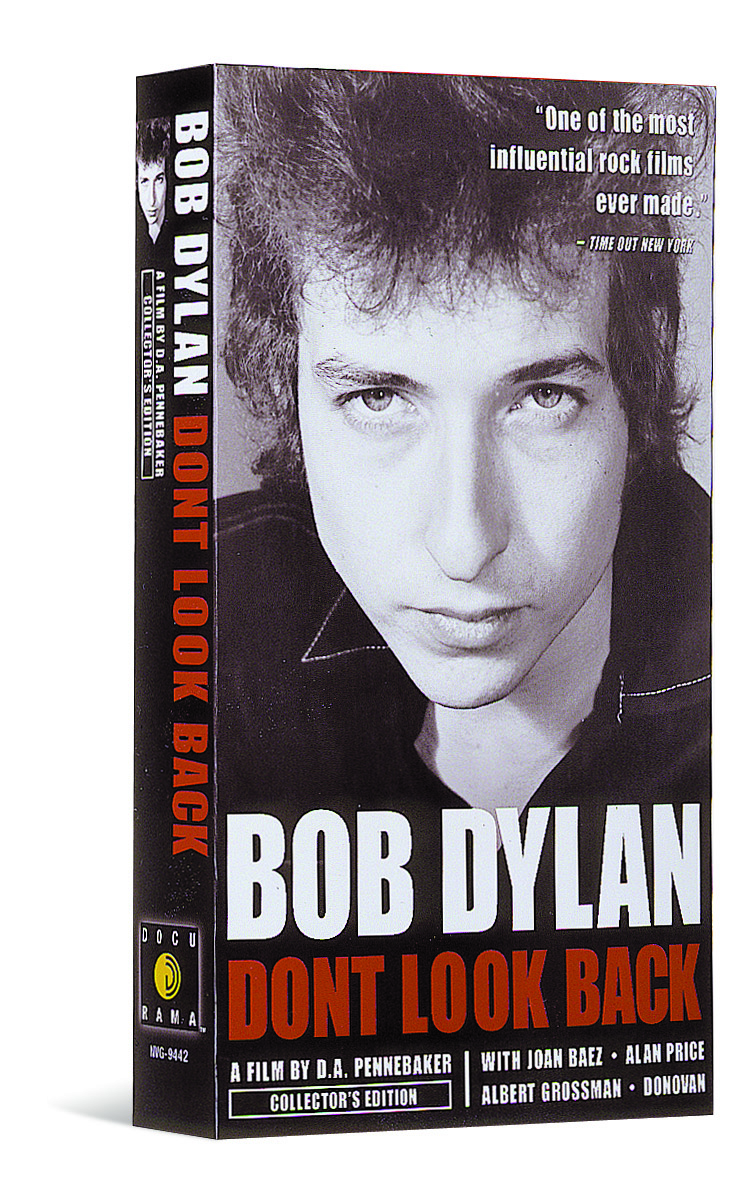 BOB DYLAN DONT LOOK BACK
A FILM BY D.A. PENNEBAKER
COLLECTOR'S EDITION
DOCU
RAMA™
NVG-9442
“One of the most
influential rock films
ever made.”
– TIME OUT NEW YORK
BOB DYLAN
DONT LOOK BACK
A FILM BY D.A. PENNEBAKER
COLLECTOR'S EDITION
WITH JOAN BAEZ • ALAN PRICE
ALBERT GROSSMAN • DONOVAN